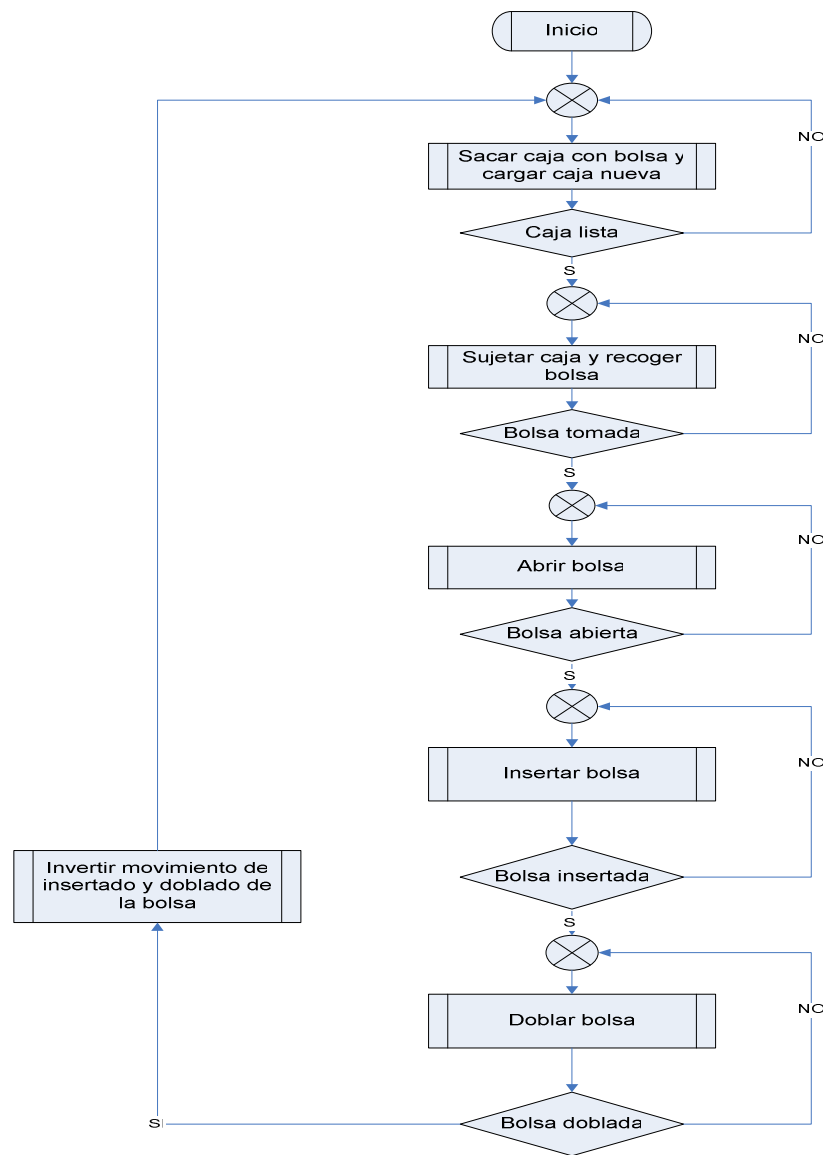 Inicio
NO
Sacar caja con bolsa y
cargar caja nueva
Caja lista
S
NO
Sujetar caja y recoger
bolsa
Bolsa tomada
S
NO
Abrir bolsa
Bolsa abierta
S
NO
Insertar bolsa
Invertir movimiento de
insertado y doblado de
la bolsa
Bolsa insertada
S
NO
Doblar bolsa
SI
Bolsa doblada